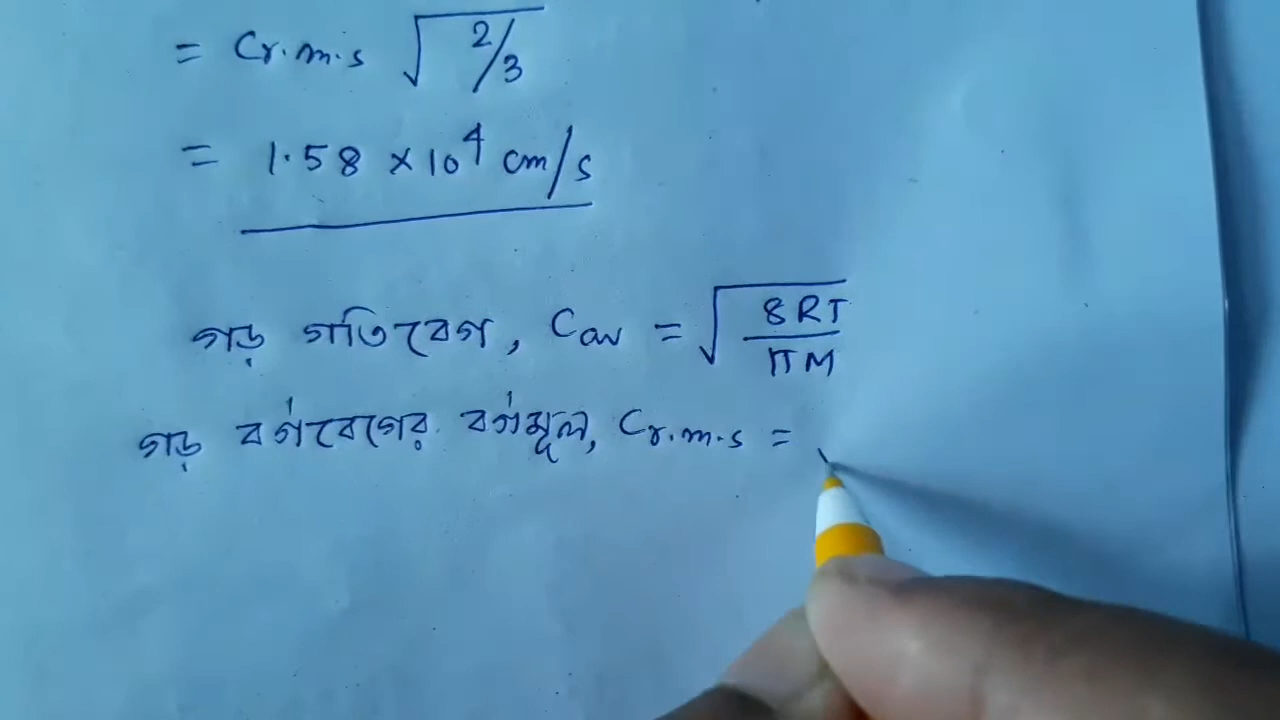 = Cr.m.s √2/3
= 1.58 × 10⁴ cm/s
গড় গতিবেগ, Cav = √(8RT/πM)
গড় বর্গবেগের বর্গমূল, Cr.m.s =